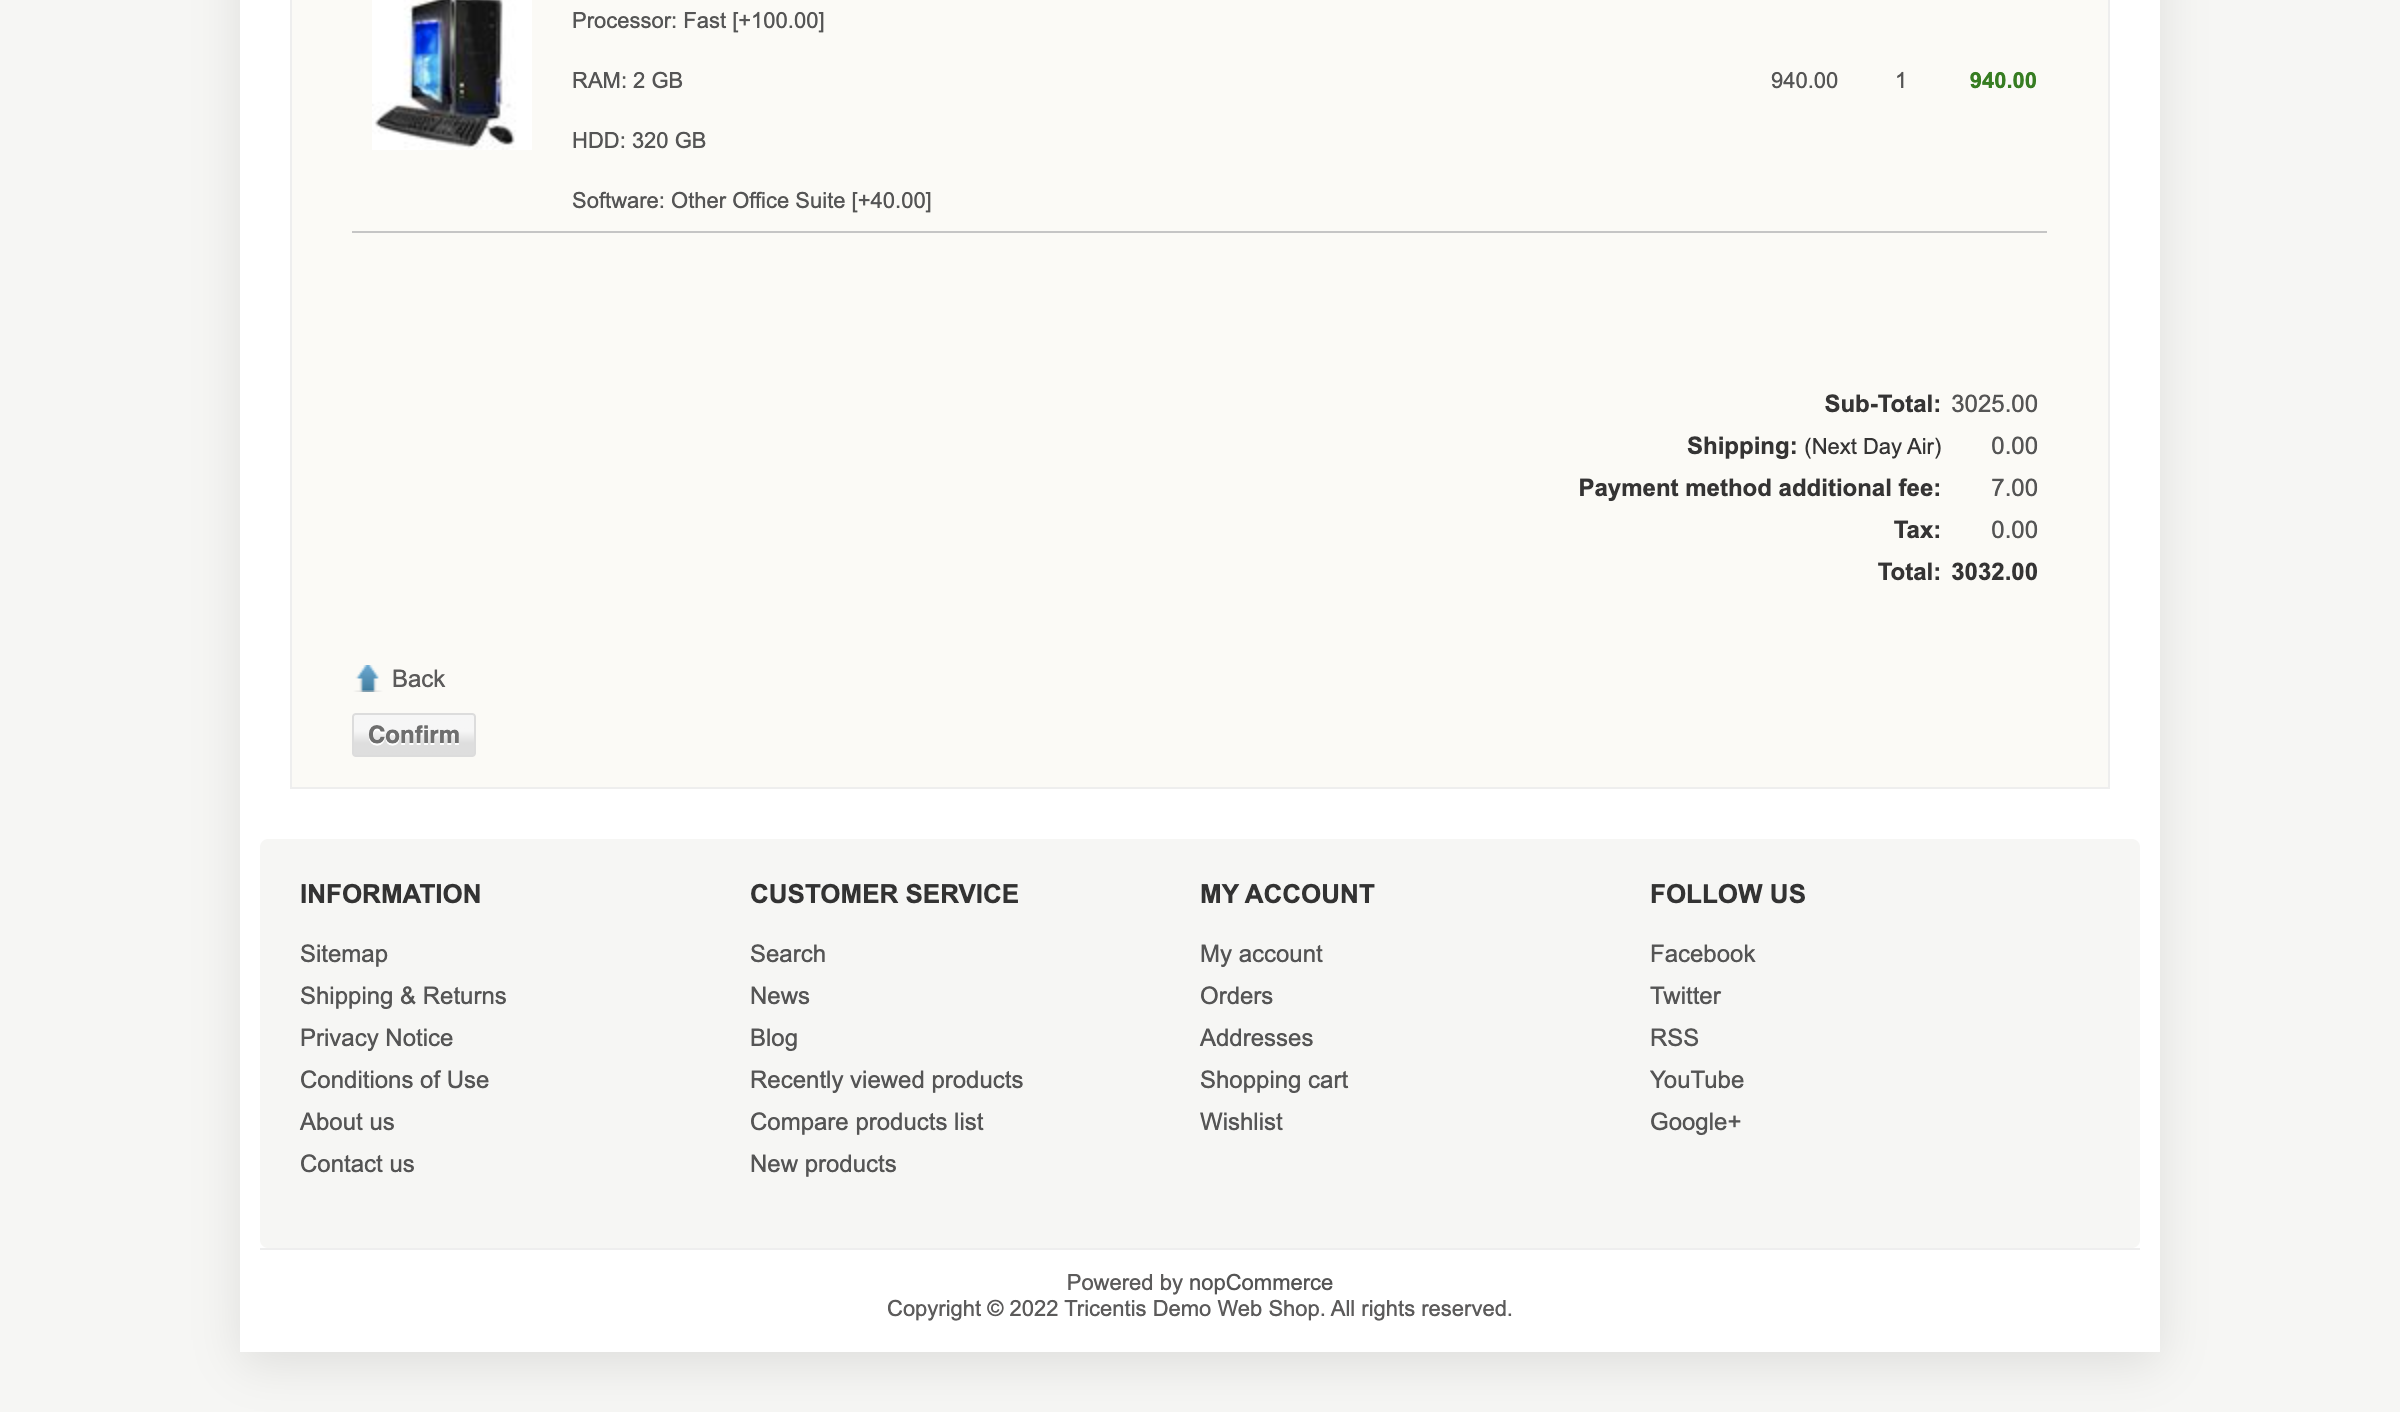 Processor: Fast [+100.00]
RAM: 2 GB
940.00 1 940.00
HDD: 320 GB
Software: Other Office Suite [+40.00]
Sub-Total: 3025.00
Shipping: (Next Day Air) 0.00
Payment method additional fee: 7.00
Tax: 0.00
Total: 3032.00
Back
Confirm
INFORMATION
Sitemap
Shipping & Returns
Privacy Notice
Conditions of Use
About us
Contact us
CUSTOMER SERVICE
Search
News
Blog
Recently viewed products
Compare products list
New products
MY ACCOUNT
My account
Orders
Addresses
Shopping cart
Wishlist
FOLLOW US
Facebook
Twitter
RSS
YouTube
Google+
Powered by nopCommerce
Copyright © 2022 Tricentis Demo Web Shop. All rights reserved.